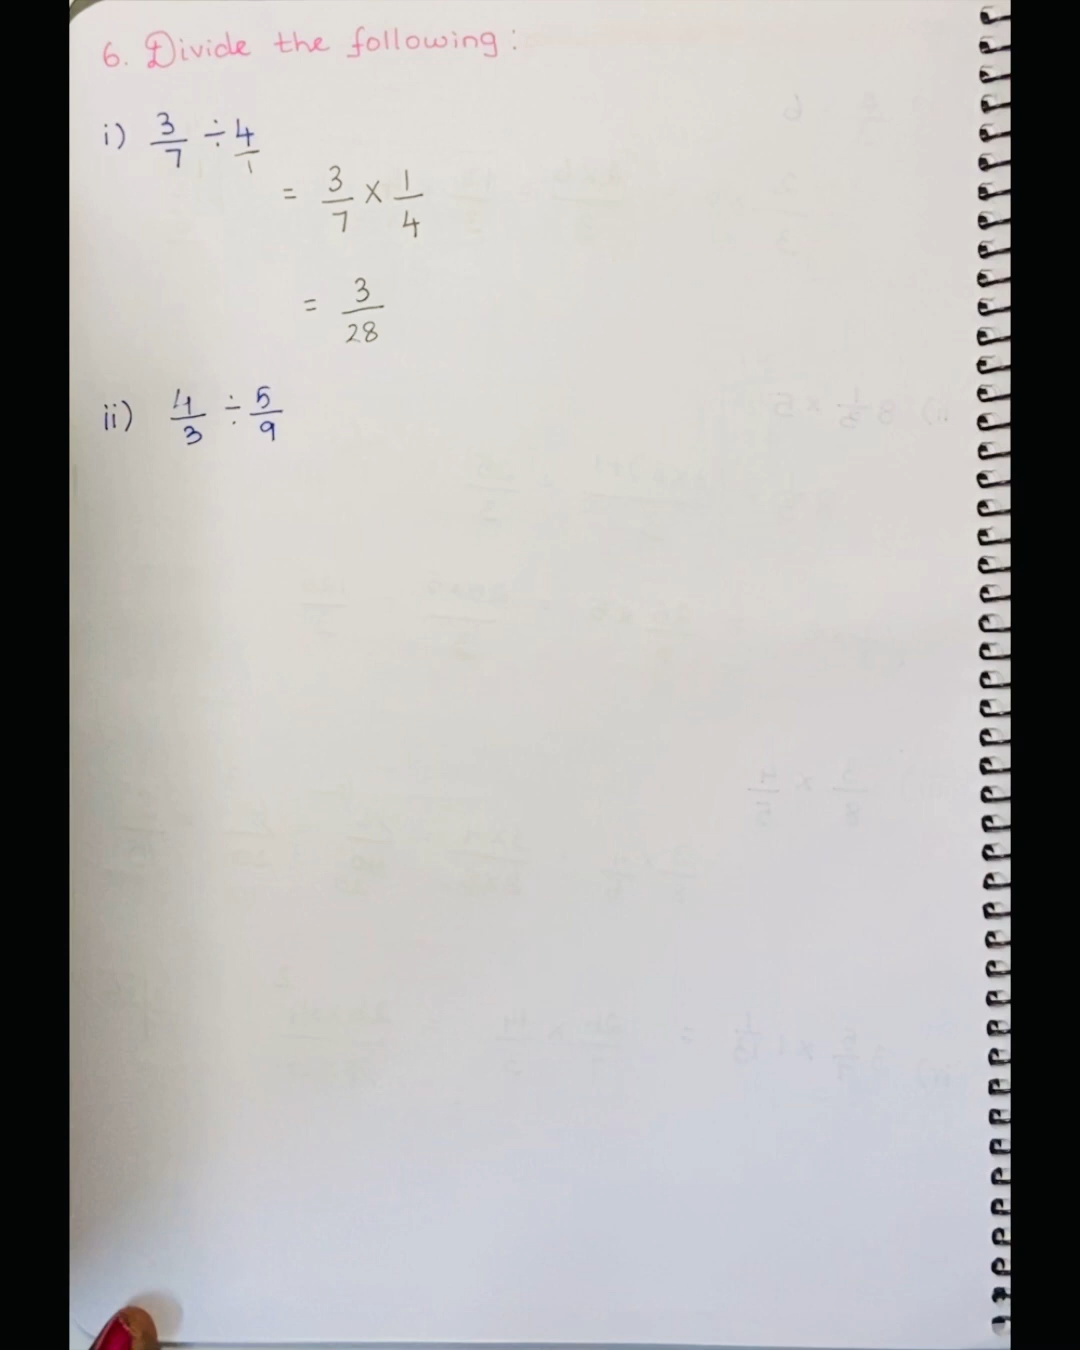 6. Divide the following:
i) 3/7 ÷ 4/1
= 3/7 × 1/4
= 3/28
ii) 4/3 ÷ 5/9